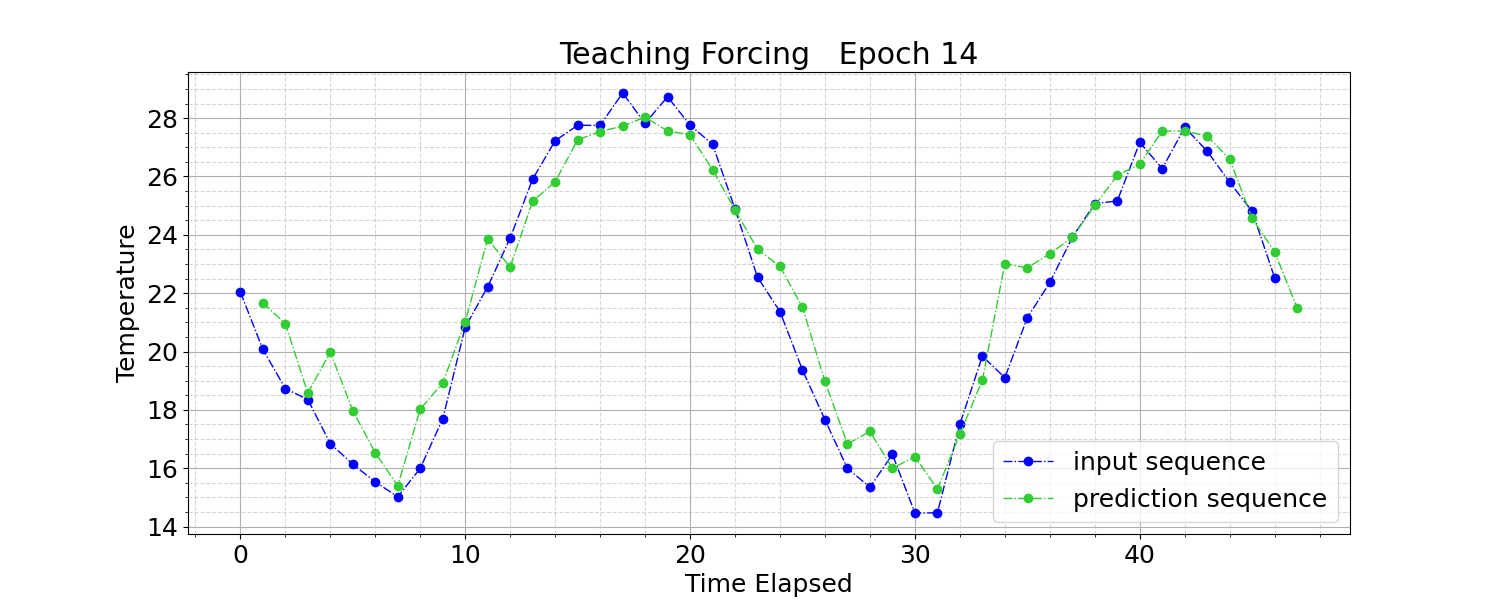 Teaching Forcing   Epoch 14
Temperature
28
26
24
22
20
18
16
14
input sequence
prediction sequence
0 10 20 30 40
Time Elapsed